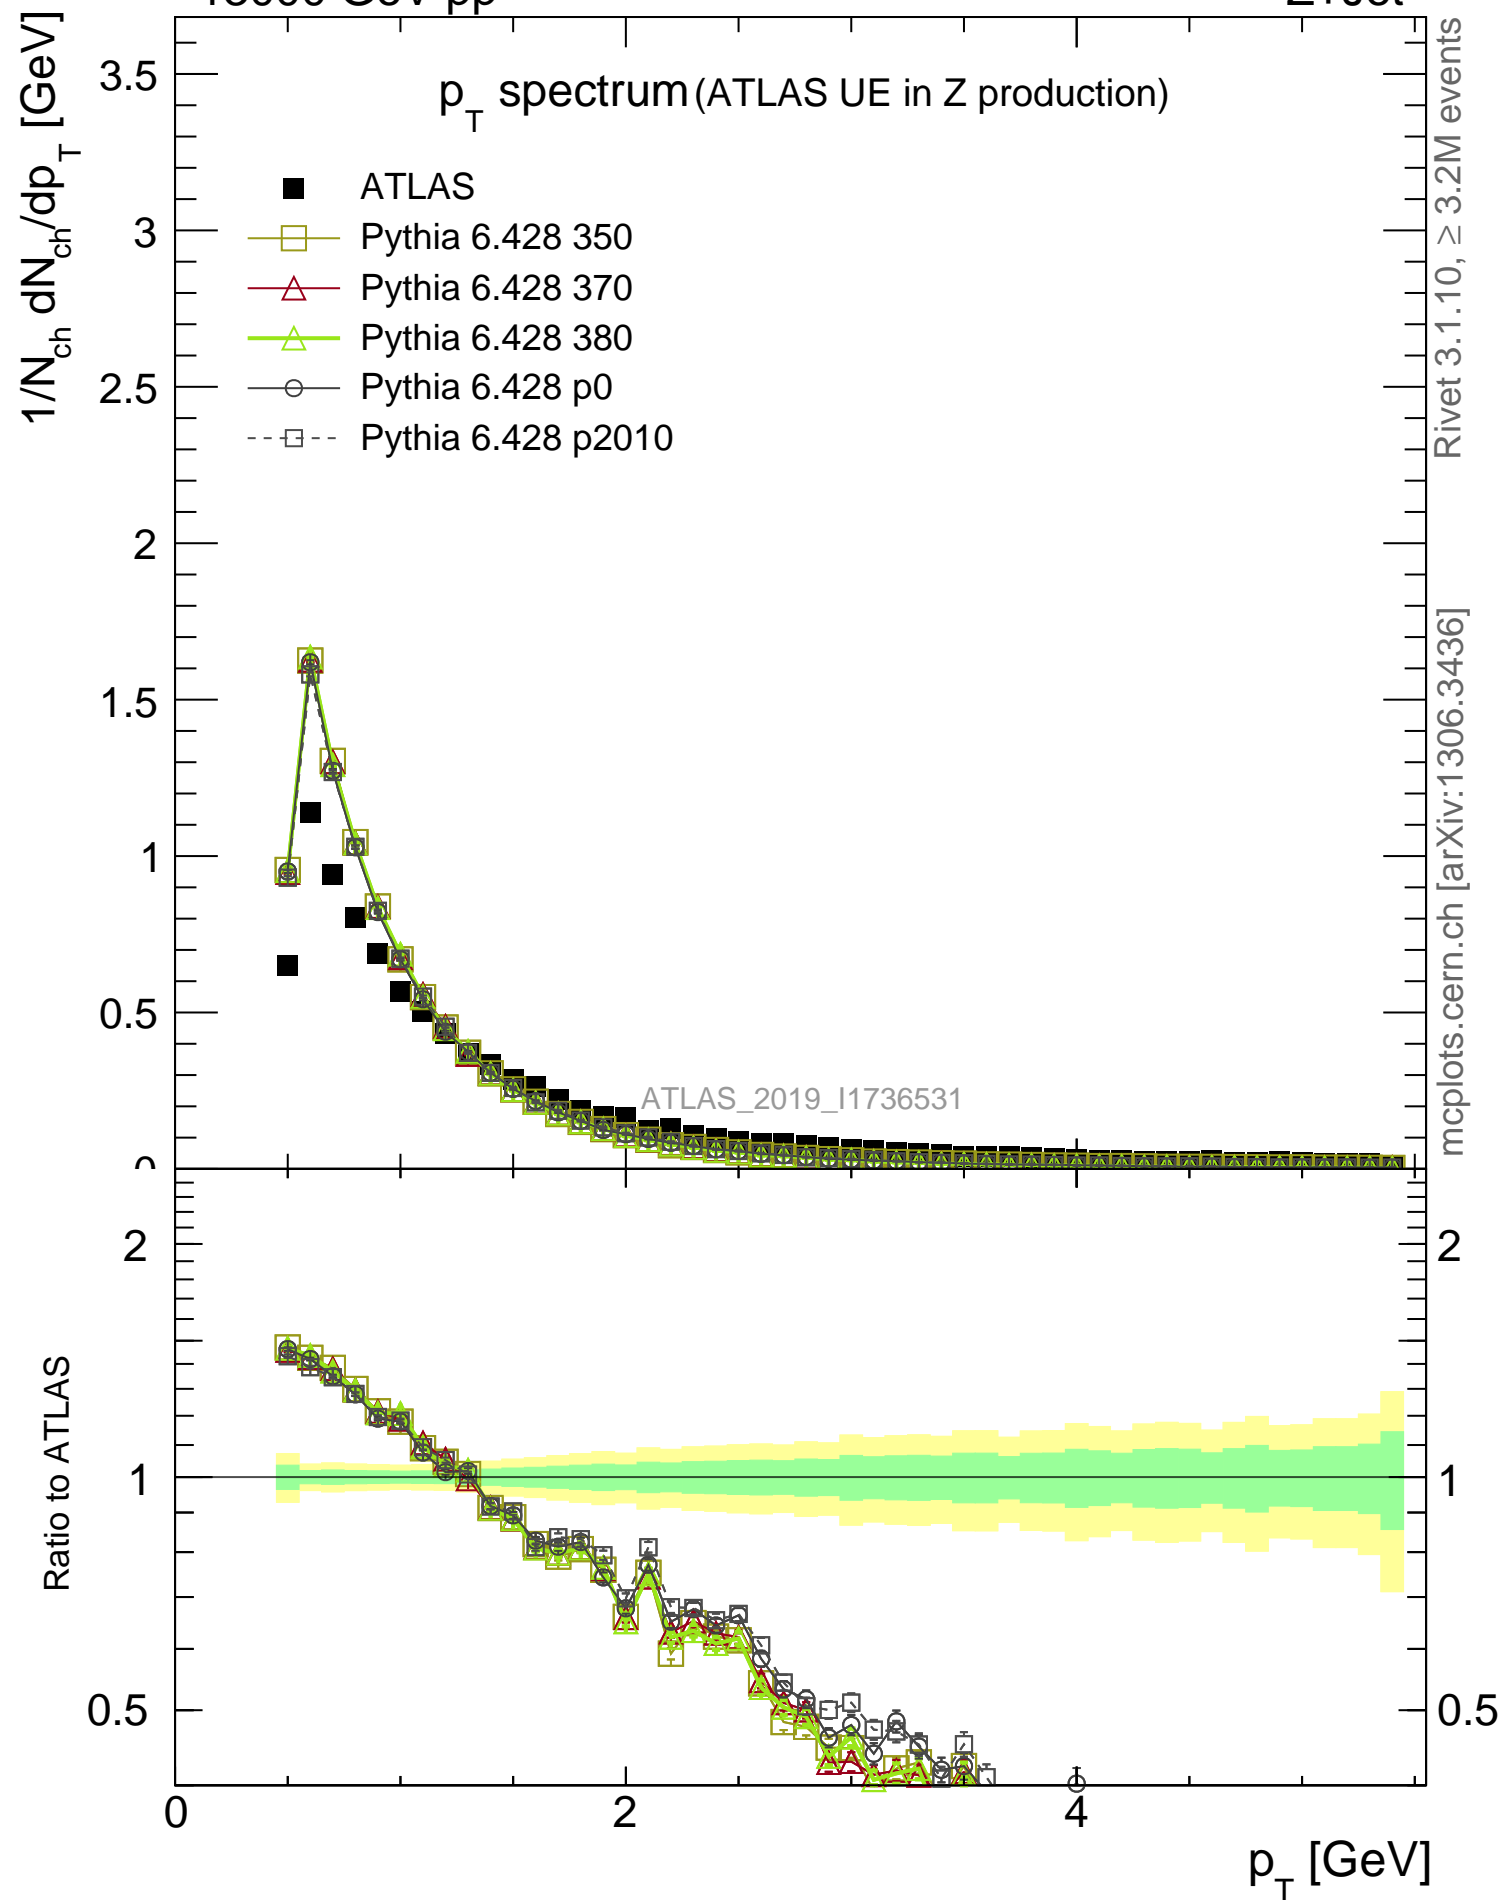 p_T spectrum (ATLAS UE in Z production)
1/N_ch dN_ch/dp_T [GeV]
ATLAS
Pythia 6.428 350
Pythia 6.428 370
Pythia 6.428 380
Pythia 6.428 p0
Pythia 6.428 p2010
3.5
3
2.5
2
1.5
1
0.5
0
ATLAS_2019_I1736531
Rivet 3.1.10, ≥ 3.2M events
mcplots.cern.ch [arXiv:1306.3436]
Ratio to ATLAS
2
1
0.5
2
1
0.5
0 2 4
p_T [GeV]